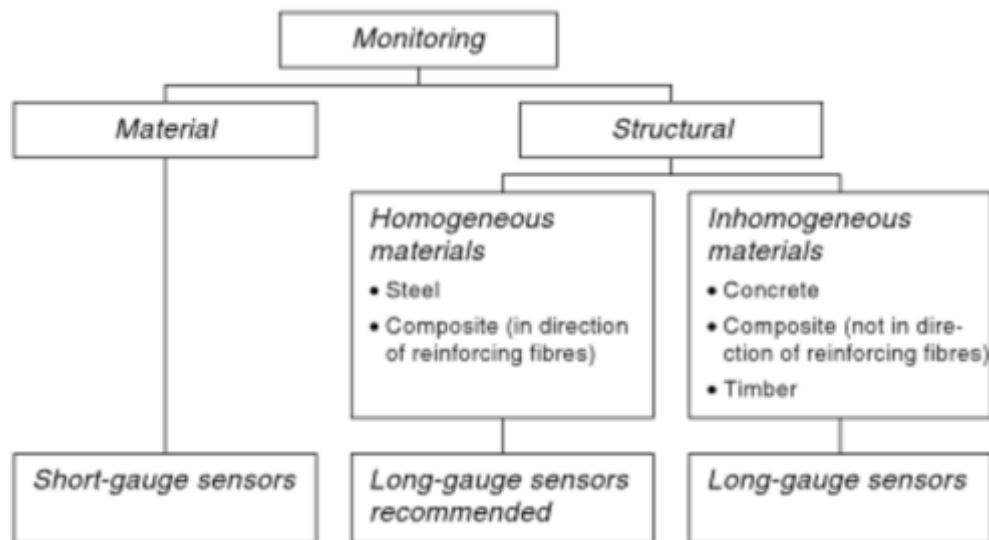 Monitoring
Material
Structural
Homogeneous
materials
• Steel
• Composite (in direction
of reinforcing fibres)
Inhomogeneous
materials
• Concrete
• Composite (not in dire-
ction of reinforcing fibres)
• Timber
Short-gauge sensors
Long-gauge sensors
recommended
Long-gauge sensors